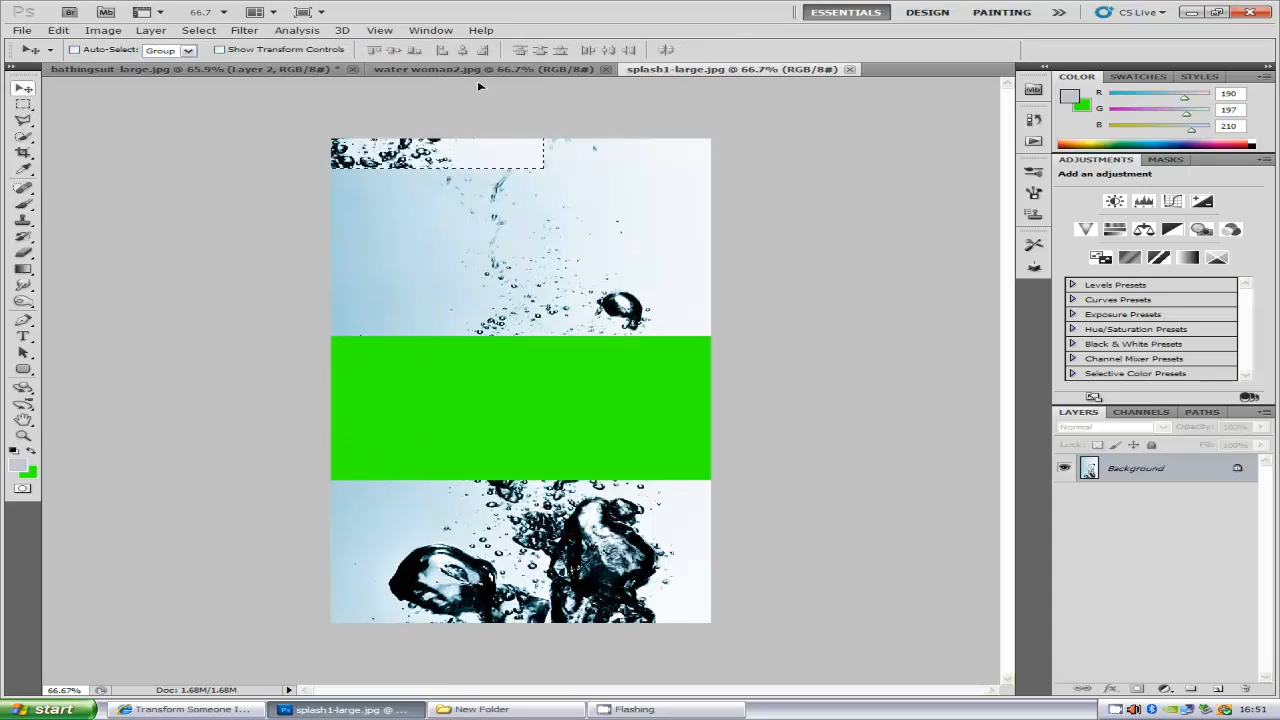 Ps Br Mb 66.7 ESSENTIALS DESIGN PAINTING >> CS Live
File Edit Image Layer Select Filter Analysis 3D View Window Help
Auto-Select: Group Show Transform Controls
bathingsuit-large.jpg @ 65.9% (Layer 2, RGB/8#) * water woman2.jpg @ 66.7% (RGB/8#) splash1-large.jpg @ 66.7% (RGB/8#)
COLOR SWATCHES STYLES
R 190
G 197
B 210
ADJUSTMENTS MASKS
Add an adjustment
Levels Presets
Curves Presets
Exposure Presets
Hue/Saturation Presets
Black & White Presets
Channel Mixer Presets
Selective Color Presets
LAYERS CHANNELS PATHS
Normal Opacity: 100%
Lock: Fill: 100%
Background
66.67% Doc: 1.68M/1.68M
start Transform Someone I... splash1-large.jpg @ ... New Folder Flashing 16:51